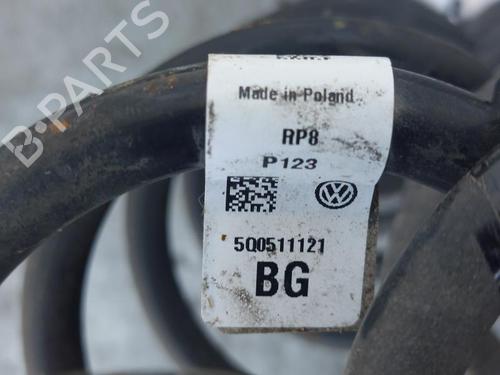 Made in Poland
RP8
P123
5Q0511121
BG
B-PARTS